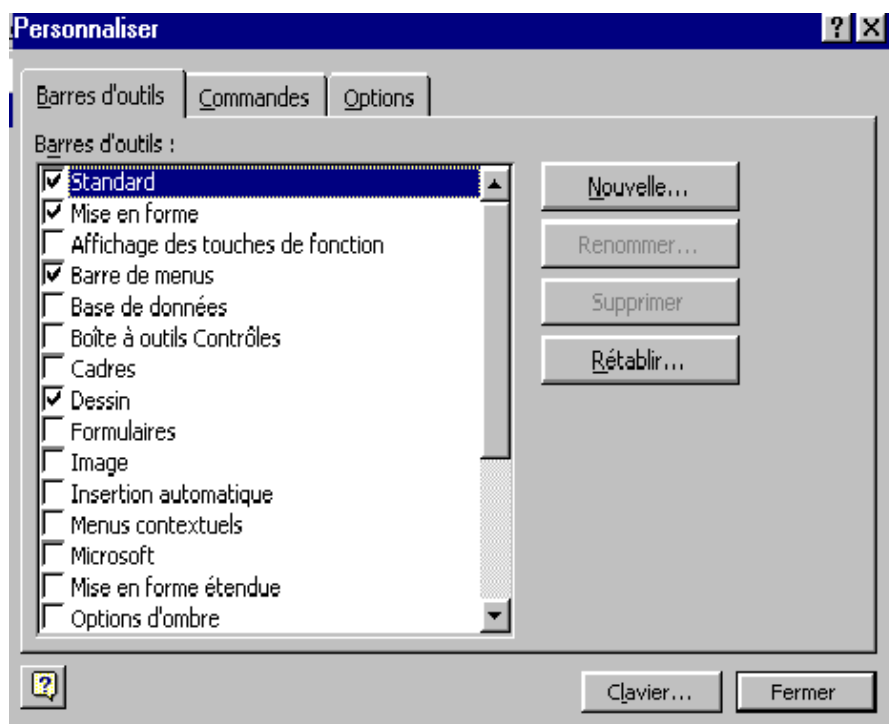 Personnaliser
Barres d'outils Commandes Options
Barres d'outils :
Standard
Mise en forme
Affichage des touches de fonction
Barre de menus
Base de données
Boîte à outils Contrôles
Cadres
Dessin
Formulaires
Image
Insertion automatique
Menus contextuels
Microsoft
Mise en forme étendue
Options d'ombre
Nouvelle...
Renommer...
Supprimer
Rétablir...
Clavier... Fermer